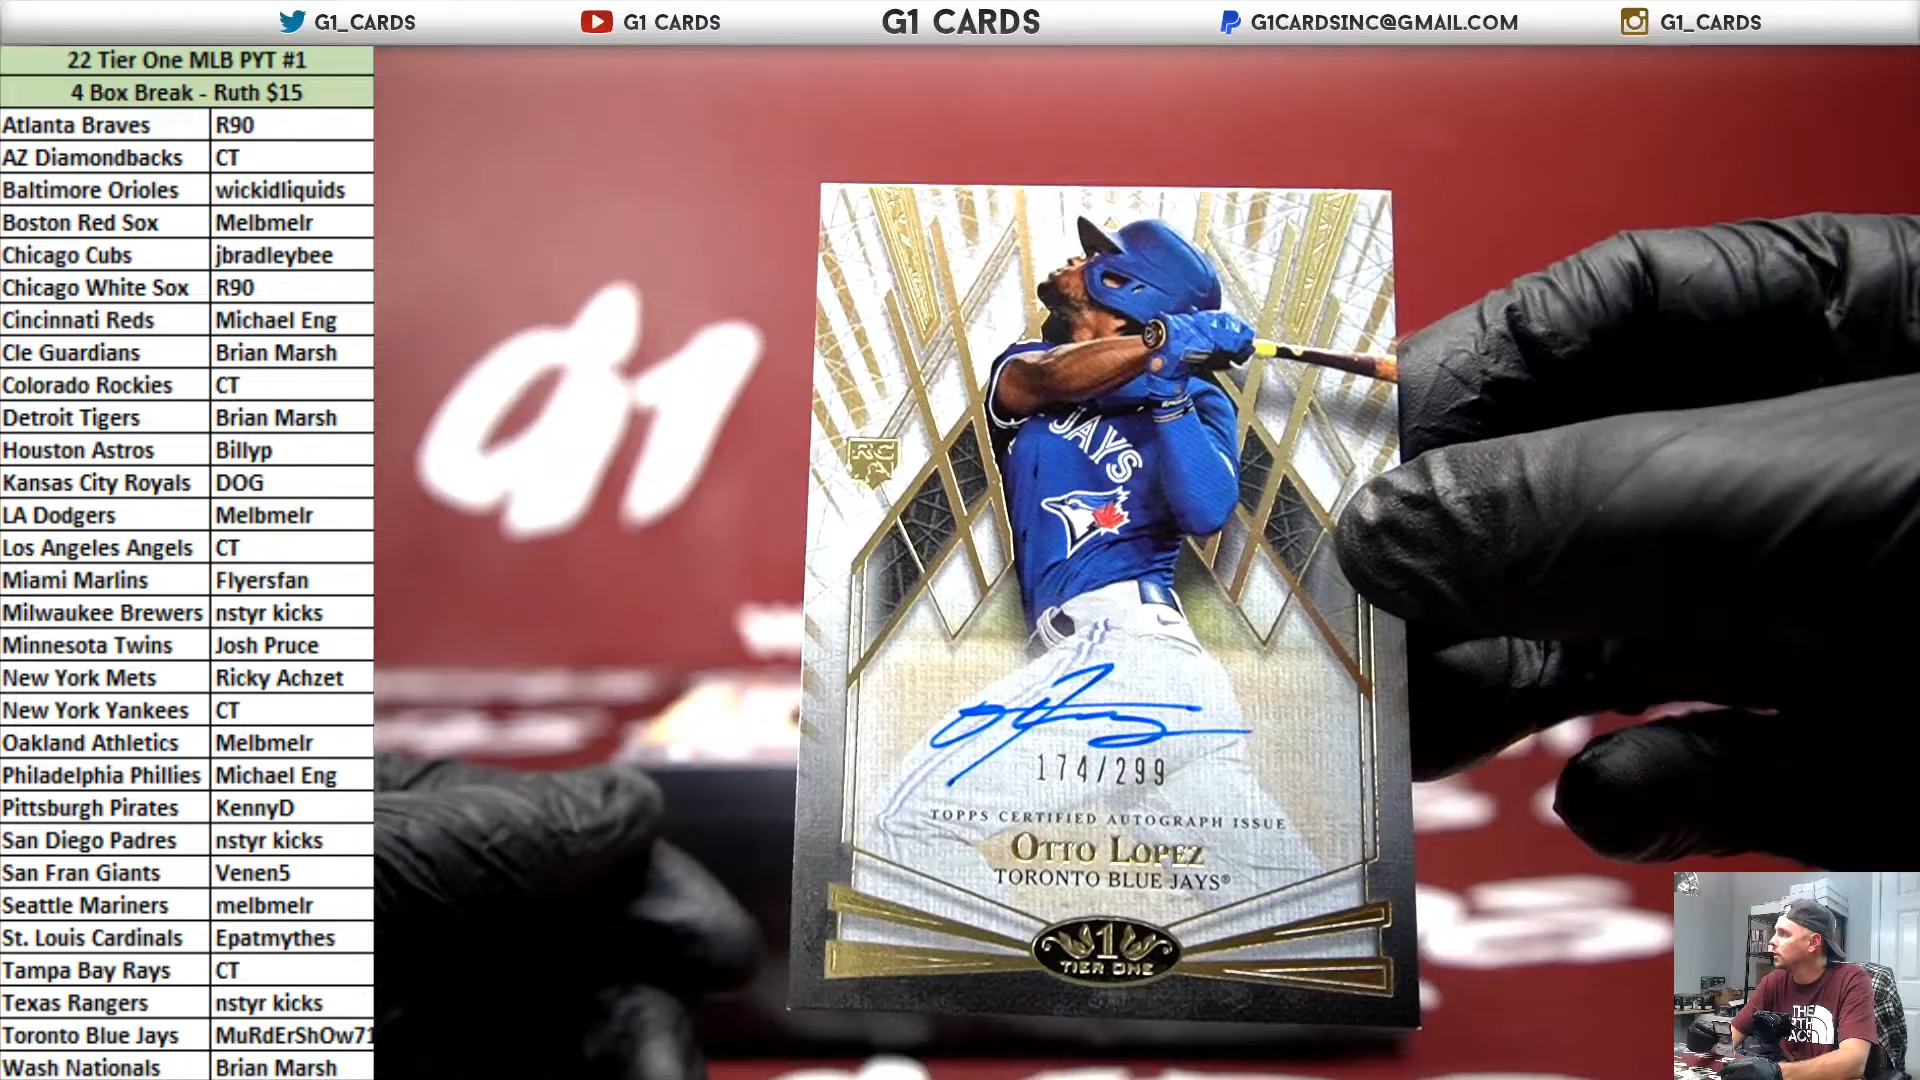 G1_CARDS G1 CARDS G1 CARDS G1CARDSINC@GMAIL.COM G1_CARDS
22 Tier One MLB PYT #1
4 Box Break - Ruth $15
Atlanta Braves R90
AZ Diamondbacks CT
Baltimore Orioles wickidliquids
Boston Red Sox Melbmelr
Chicago Cubs jbradleybee
Chicago White Sox R90
Cincinnati Reds Michael Eng
Cle Guardians Brian Marsh
Colorado Rockies CT
Detroit Tigers Brian Marsh
Houston Astros Billyp
Kansas City Royals DOG
LA Dodgers Melbmelr
Los Angeles Angels CT
Miami Marlins Flyersfan
Milwaukee Brewers nstyr kicks
Minnesota Twins Josh Pruce
New York Mets Ricky Achzet
New York Yankees CT
Oakland Athletics Melbmelr
Philadelphia Phillies Michael Eng
Pittsburgh Pirates KennyD
San Diego Padres nstyr kicks
San Fran Giants Venen5
Seattle Mariners melbmelr
St. Louis Cardinals Epatmythes
Tampa Bay Rays CT
Texas Rangers nstyr kicks
Toronto Blue Jays MuRdErShOw71
Wash Nationals Brian Marsh
G1
RC
JAYS
174/299
TOPPS CERTIFIED AUTOGRAPH ISSUE
OTTO LOPEZ
TORONTO BLUE JAYS®
1
TIER ONE
THE